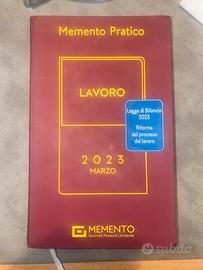 Memento Pratico
LAVORO
Legge di Bilancio
2023
Riforma
del processo
del lavoro
2023
MARZO
MEMENTO
GIUFFRÈ FRANCIS LEFEBVRE
subito